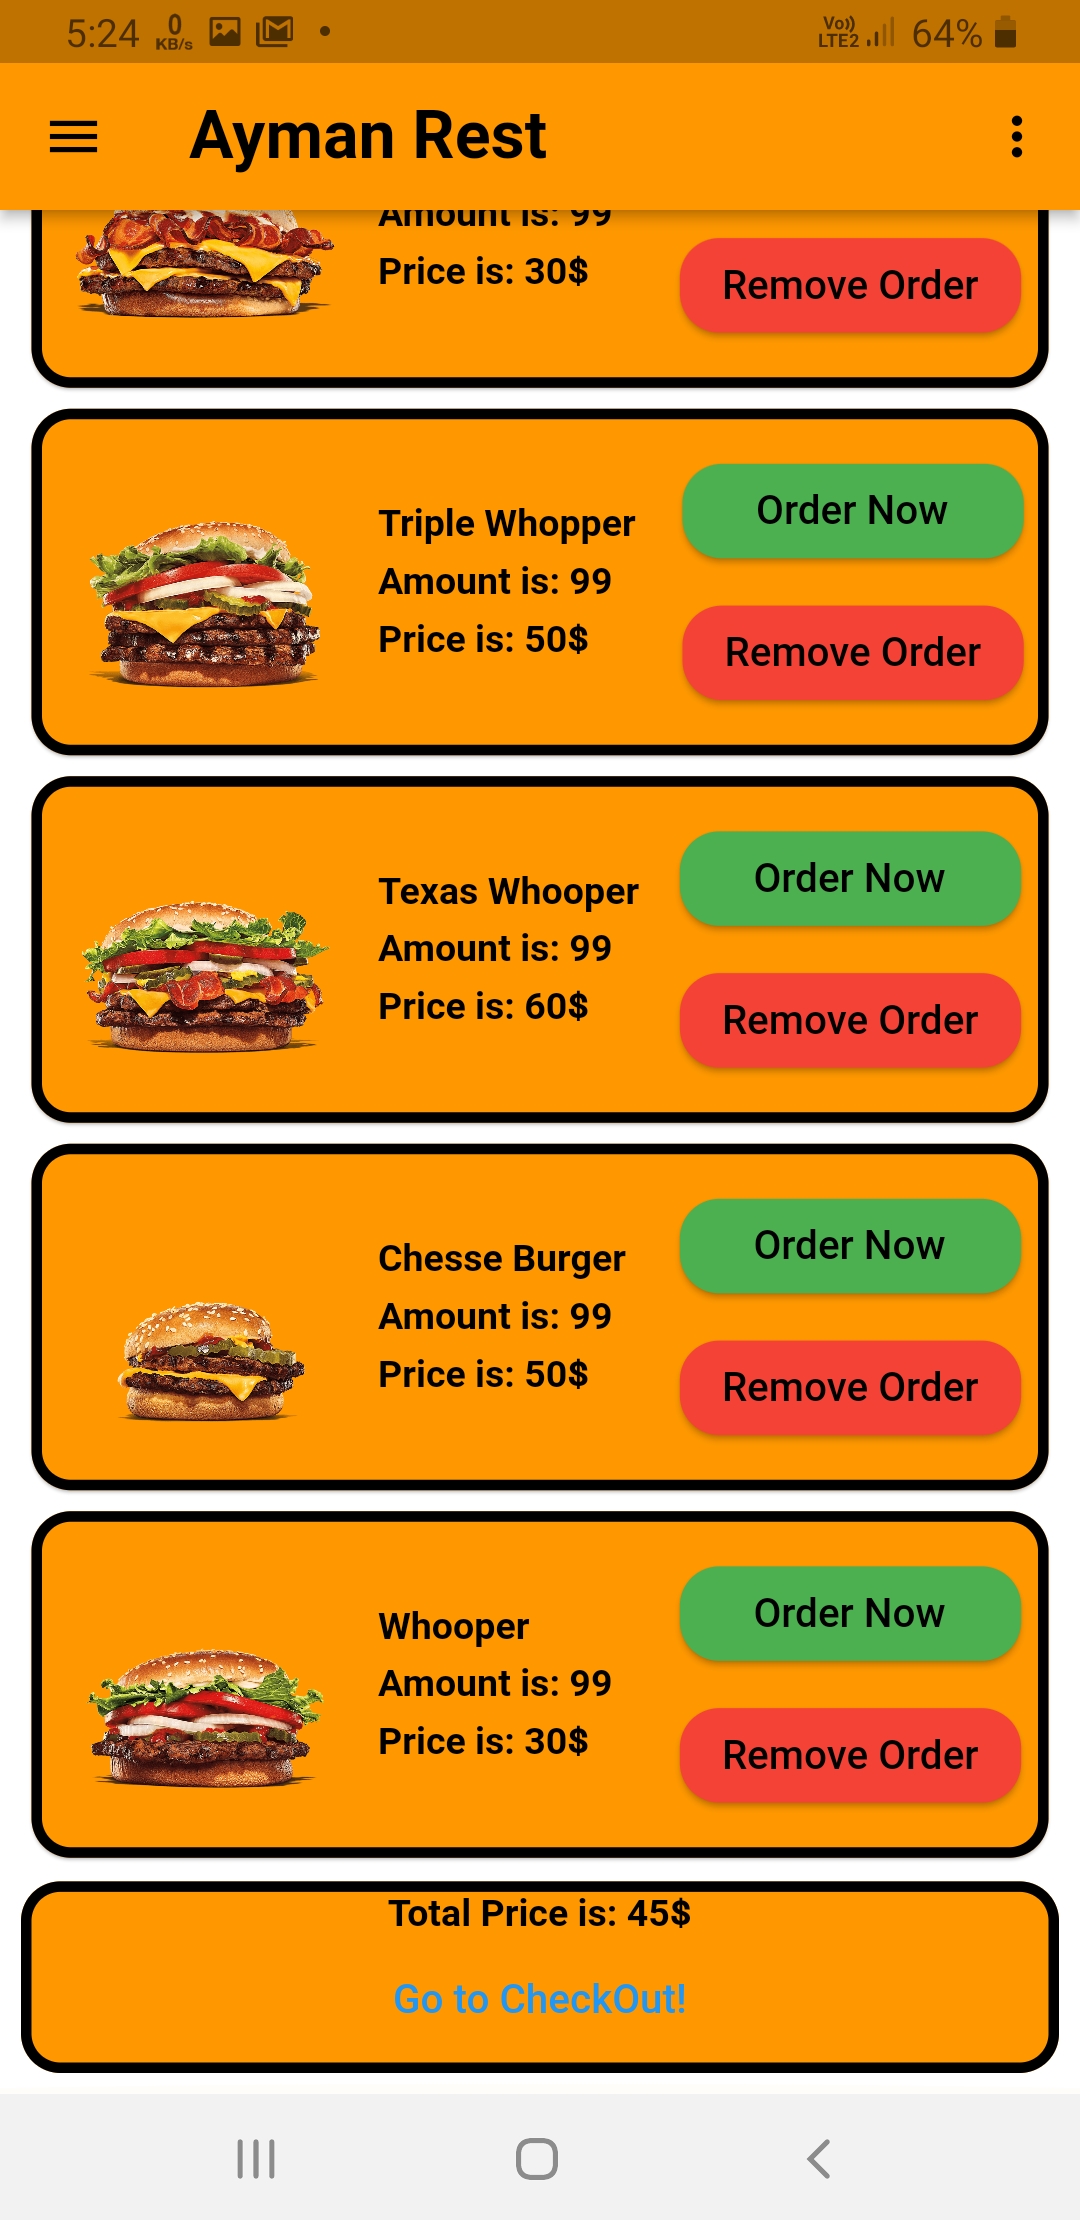 5:24 0 KB/s Vo)) LTE2 64%
Ayman Rest
Amount is: 99
Price is: 30$
Remove Order
Triple Whopper
Amount is: 99
Price is: 50$
Order Now
Remove Order
Texas Whooper
Amount is: 99
Price is: 60$
Order Now
Remove Order
Chesse Burger
Amount is: 99
Price is: 50$
Order Now
Remove Order
Whooper
Amount is: 99
Price is: 30$
Order Now
Remove Order
Total Price is: 45$
Go to CheckOut!